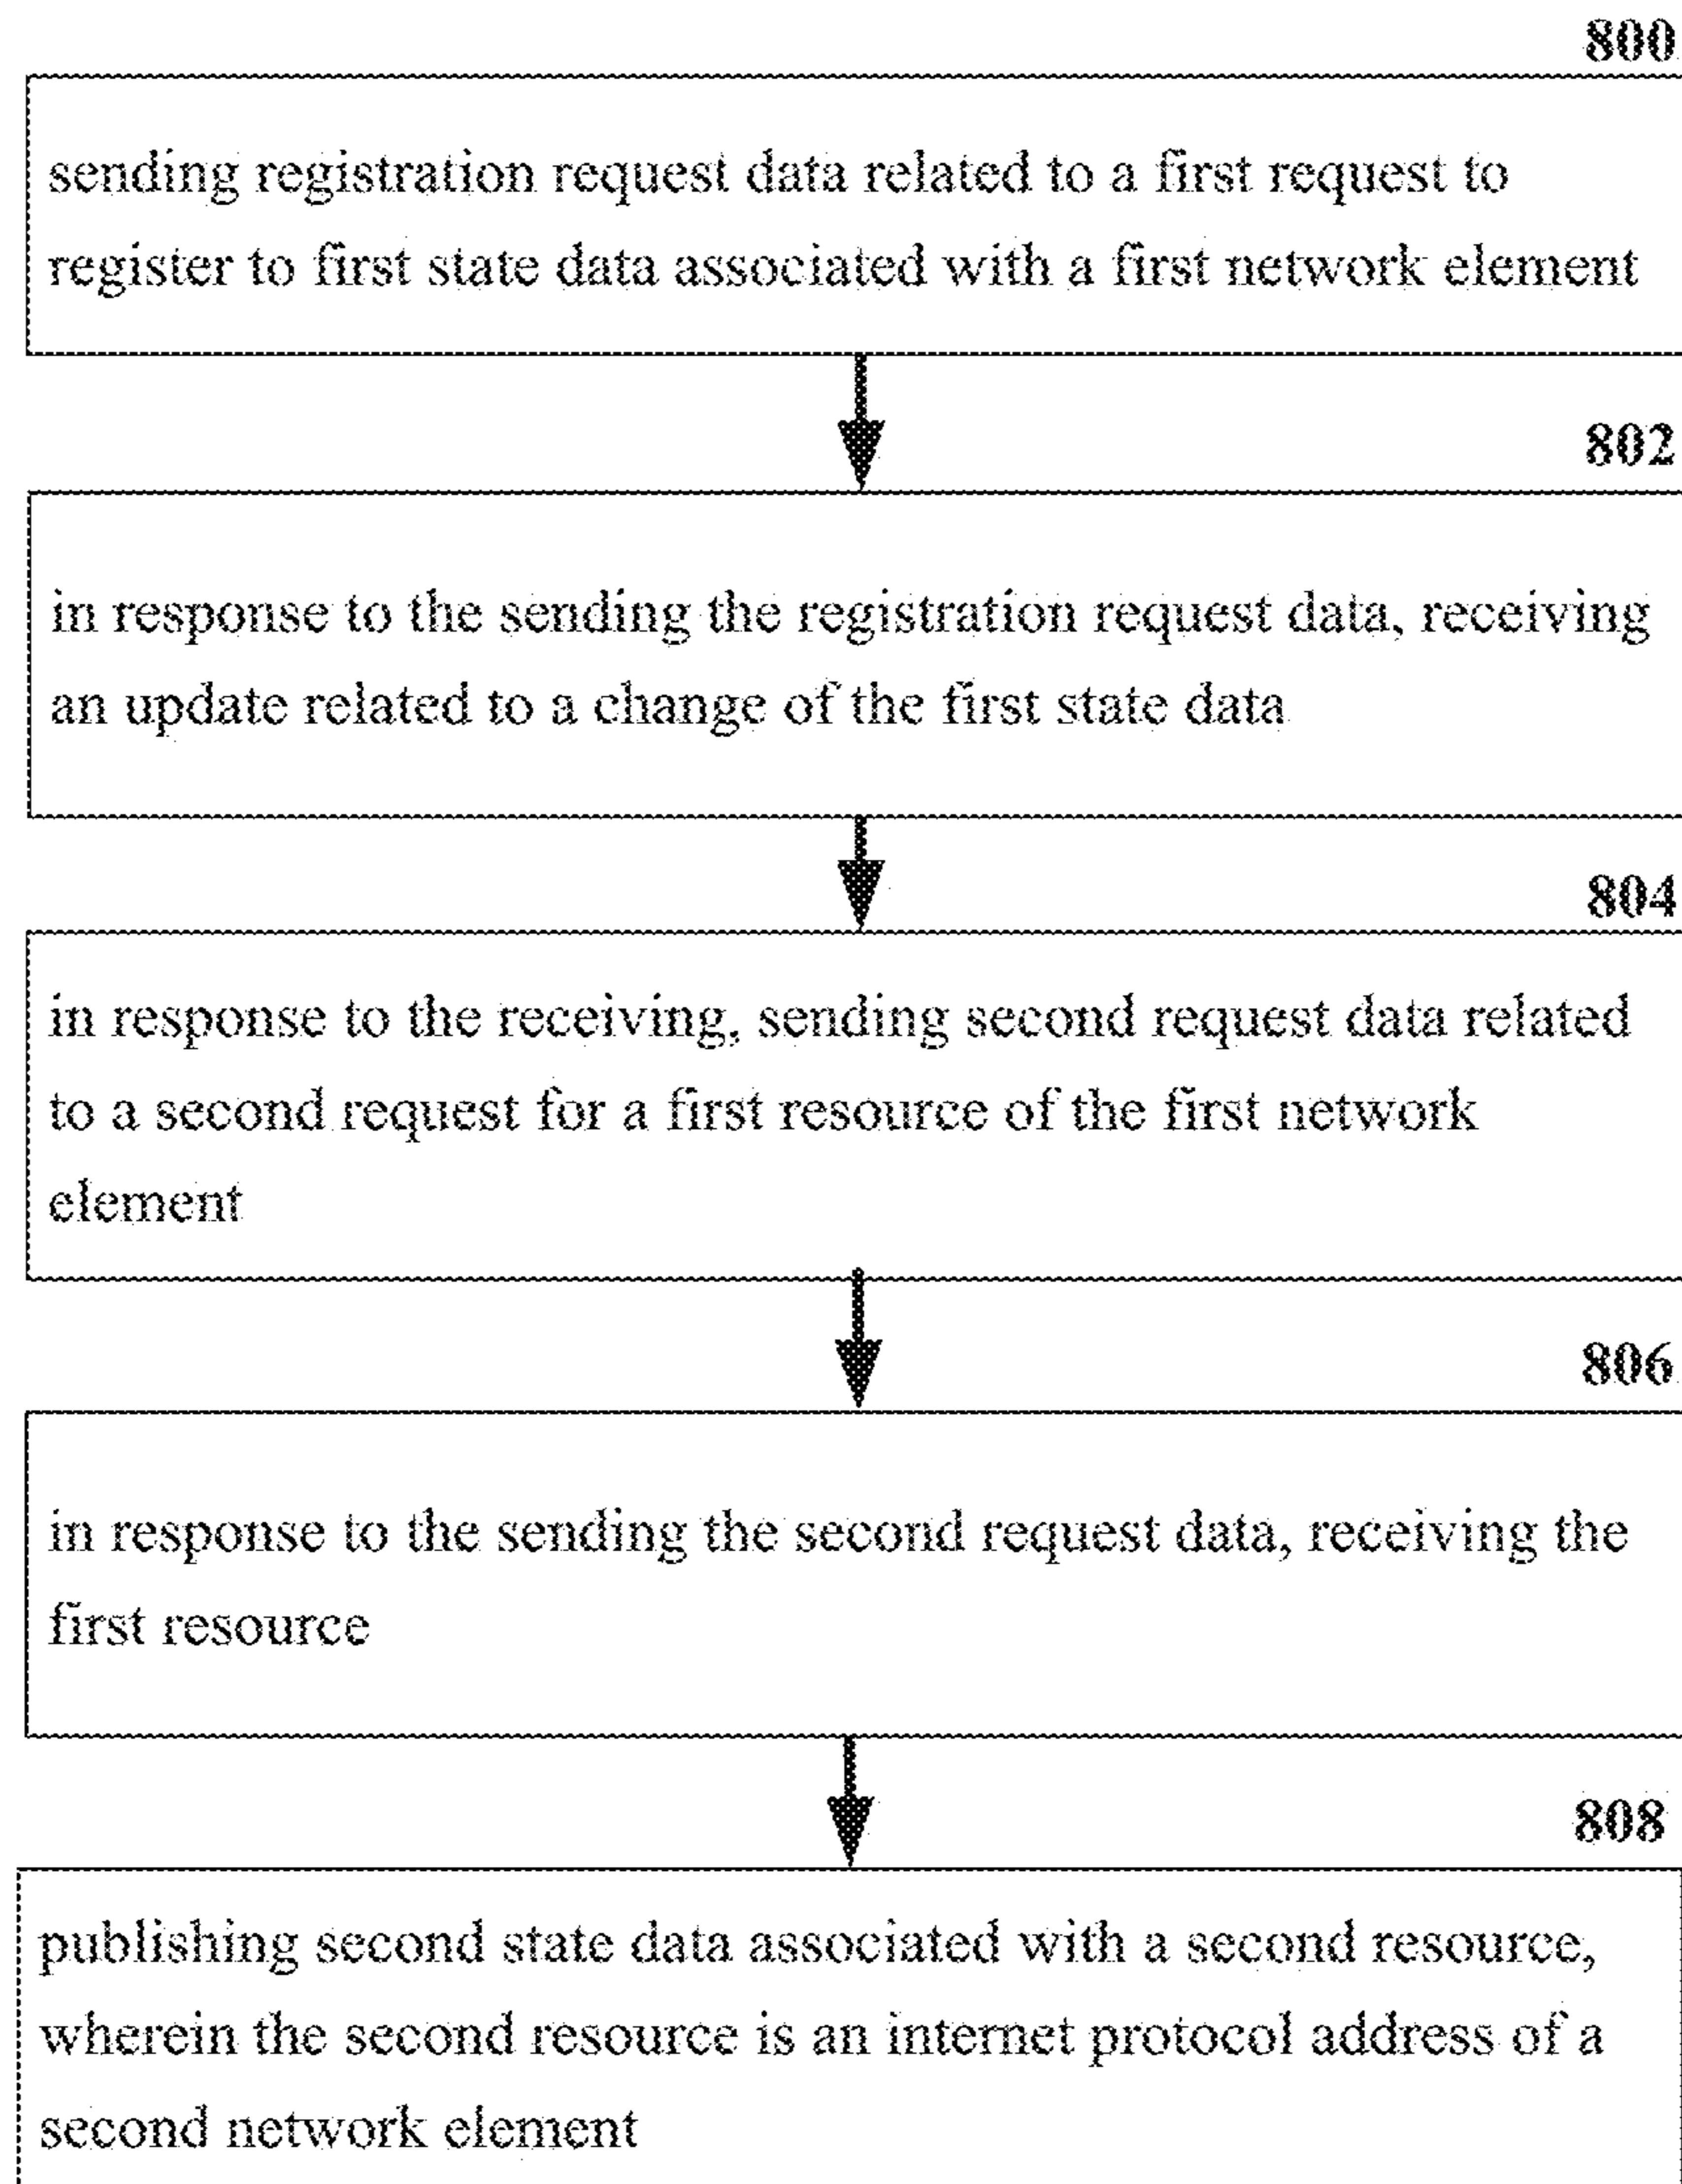 800
sending registration request data related to a first request to
register to first state data associated with a first network element
802
in response to the sending the registration request data, receiving
an update related to a change of the first state data
804
in response to the receiving, sending second request data related
to a second request for a first resource of the first network
element
806
in response to the sending the second request data, receiving the
first resource
808
publishing second state data associated with a second resource,
wherein the second resource is an internet protocol address of a
second network element